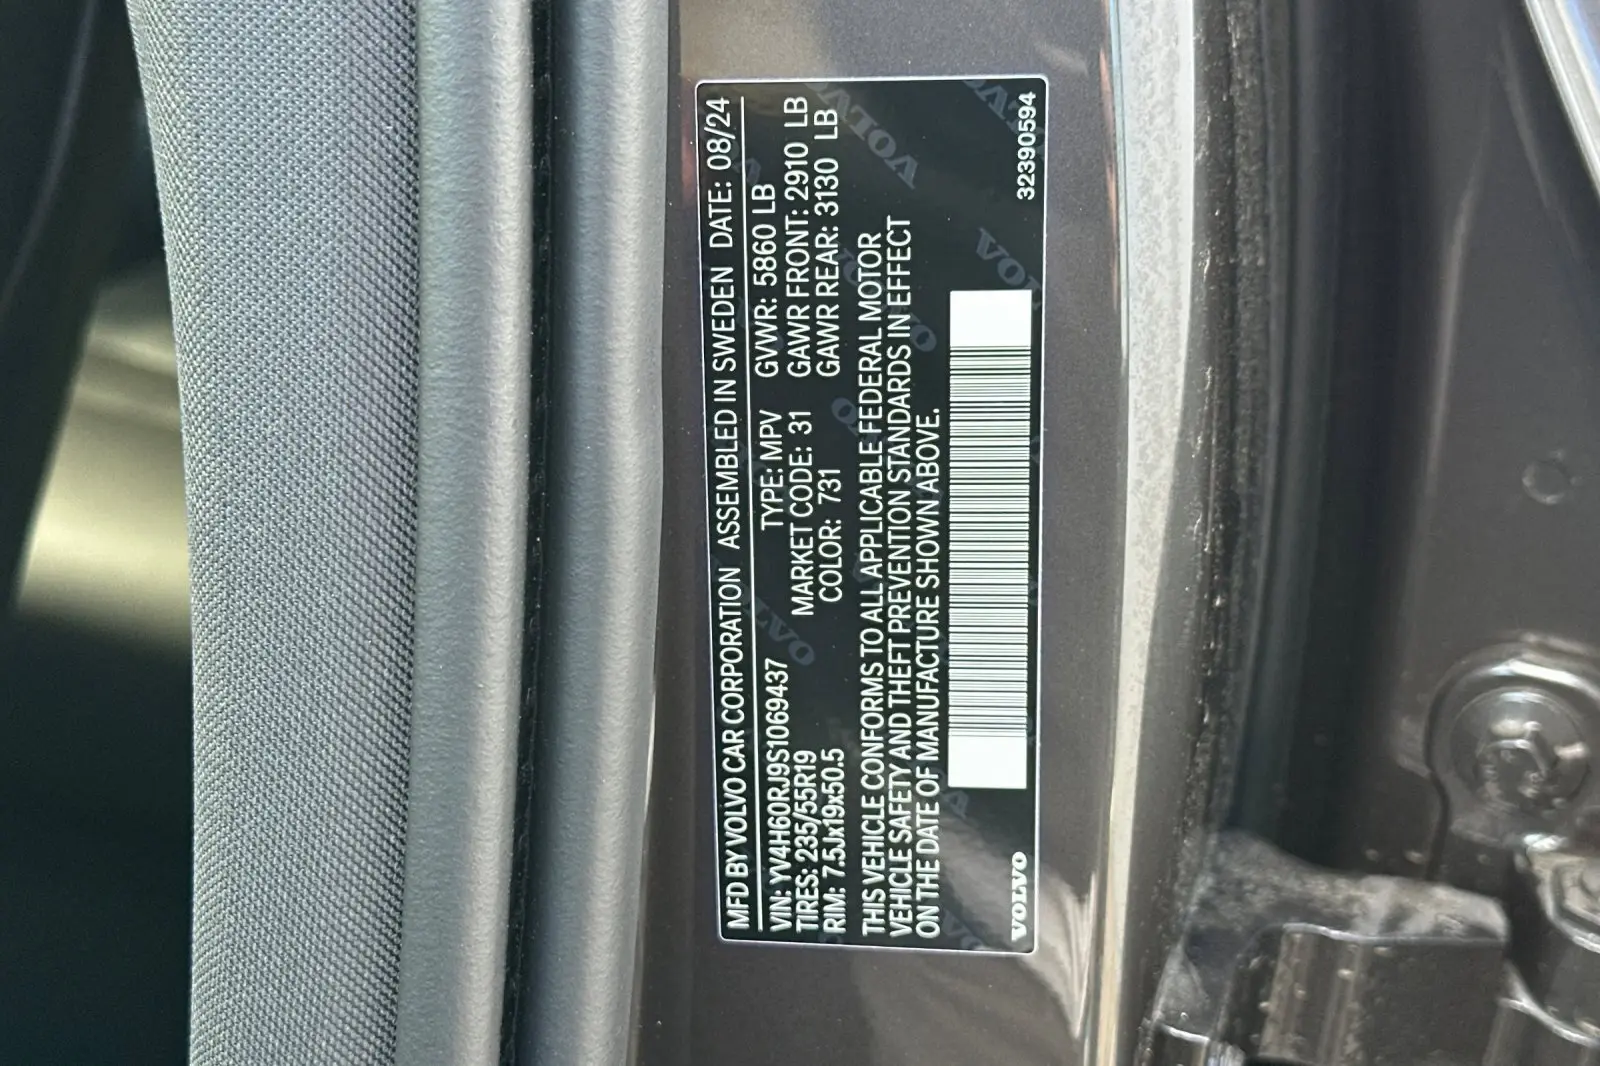 MFD BY VOLVO CAR CORPORATION ASSEMBLED IN SWEDEN DATE: 08/24
VIN: YV4H60RJ9S1069437 TYPE: MPV GVWR: 5860 LB
TIRES: 235/55R19 MARKET CODE: 31 GAWR FRONT: 2910 LB
RIM: 7.5Jx19x50.5 COLOR: 731 GAWR REAR: 3130 LB
THIS VEHICLE CONFORMS TO ALL APPLICABLE FEDERAL MOTOR
VEHICLE SAFETY AND THEFT PREVENTION STANDARDS IN EFFECT
ON THE DATE OF MANUFACTURE SHOWN ABOVE.
VOLVO 32390594